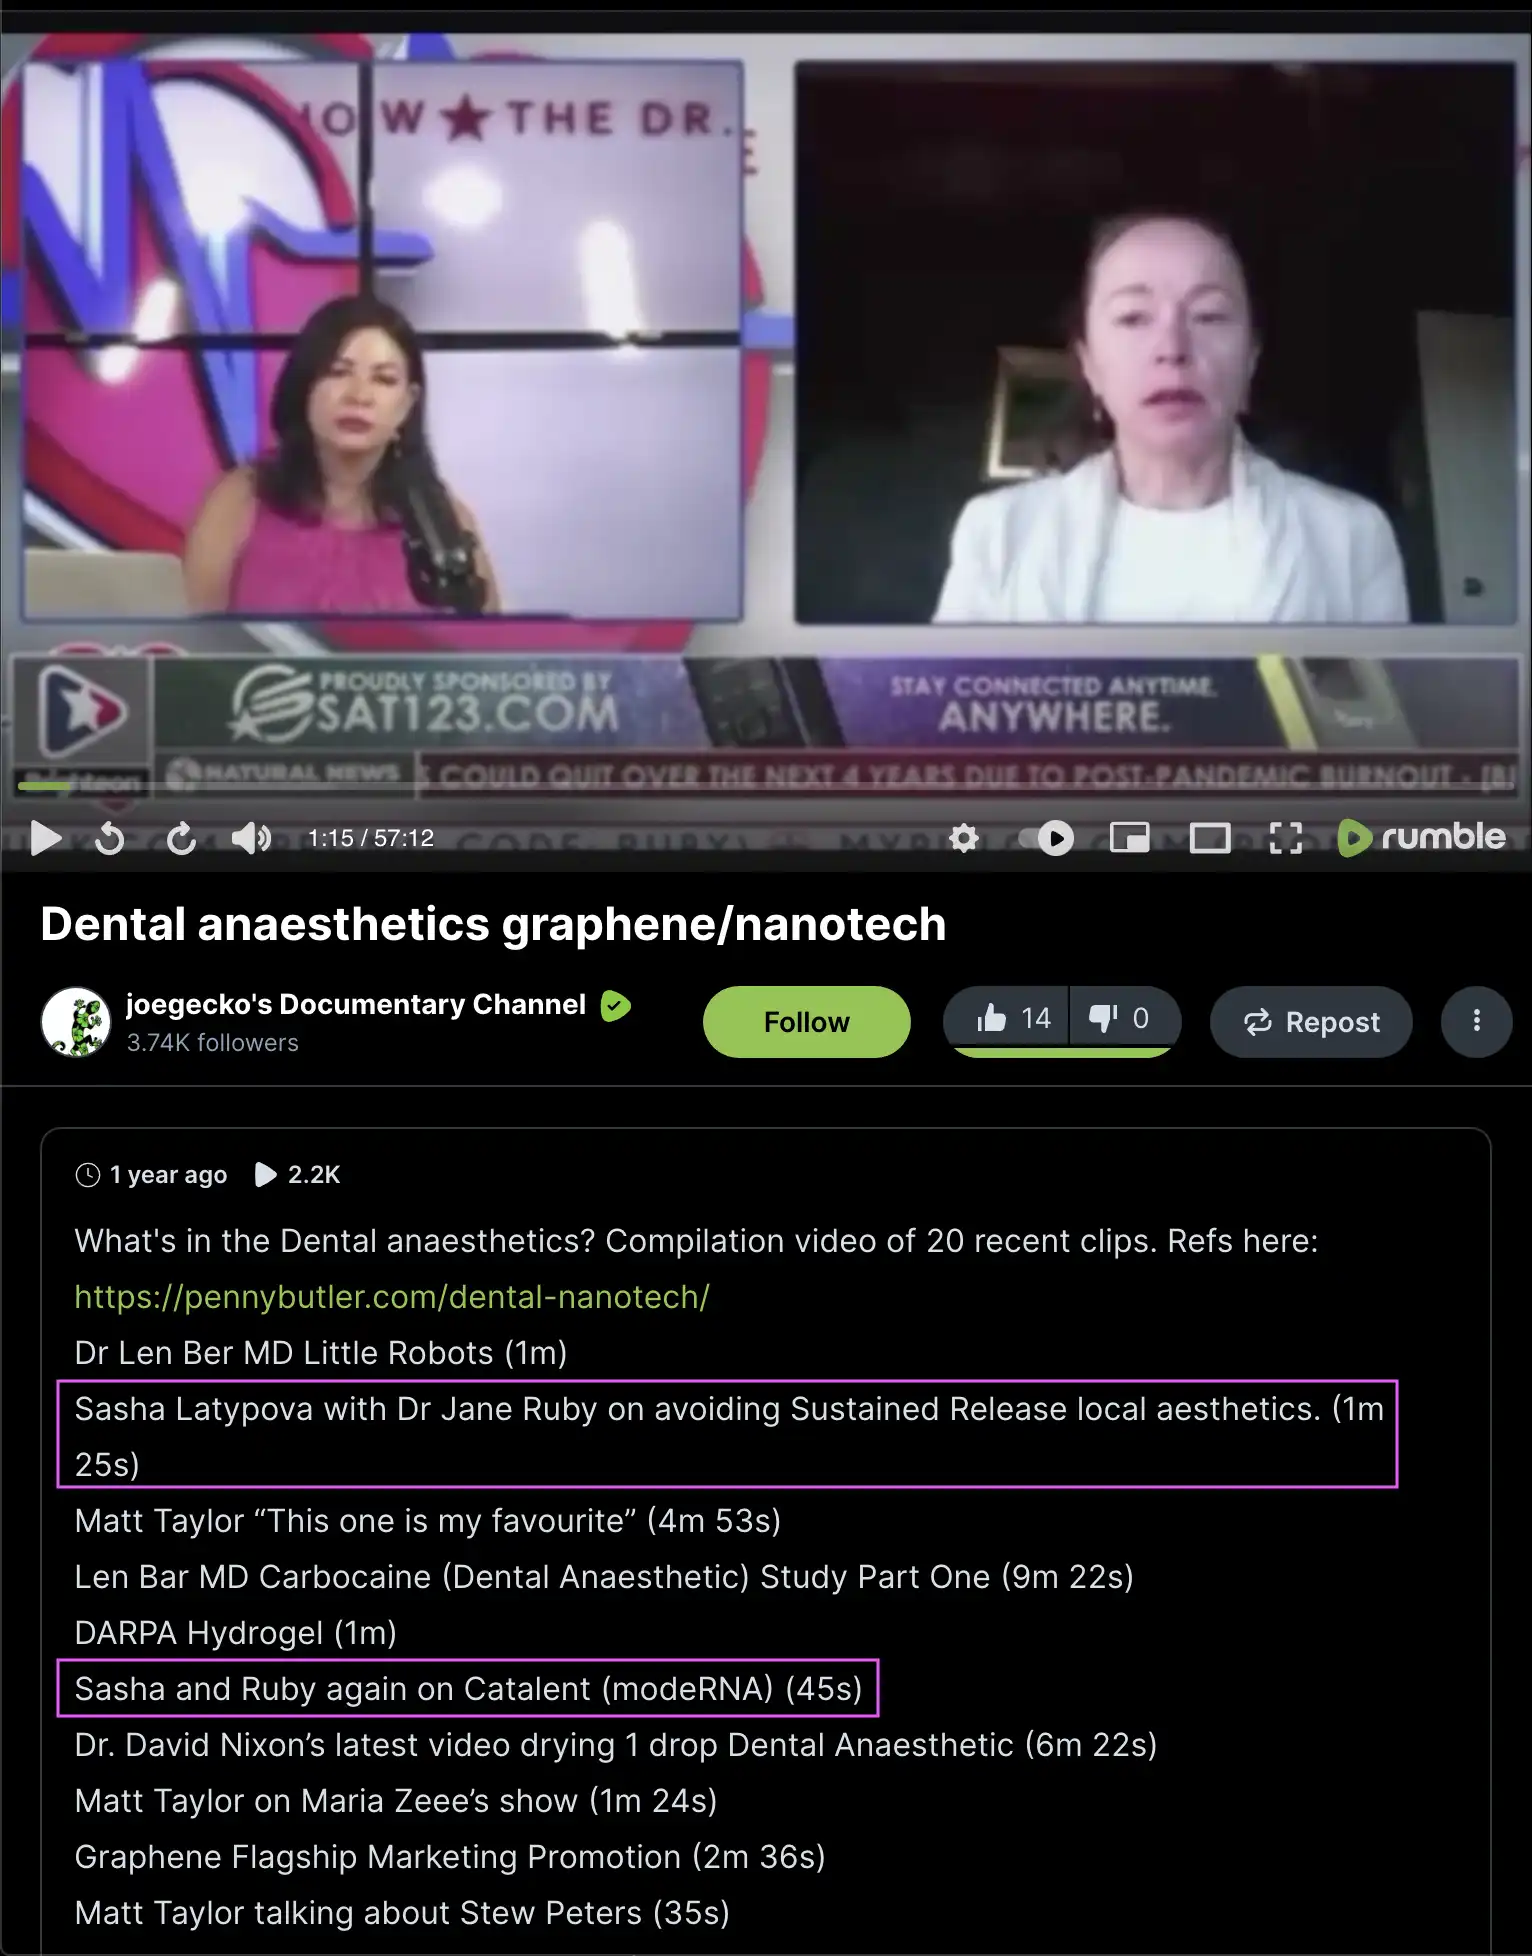 OW ★ THE DR.
PROUDLY SPONSORED BY
SAT123.COM
STAY CONNECTED ANYTIME.
ANYWHERE.
NATURAL NEWS
S COULD QUIT OVER THE NEXT 4 YEARS DUE TO POST-PANDEMIC BURNOUT - [B
1:15 / 57:12
rumble
Dental anaesthetics graphene/nanotech
joegecko's Documentary Channel
3.74K followers
Follow
14
0
Repost
1 year ago
2.2K
What's in the Dental anaesthetics? Compilation video of 20 recent clips. Refs here:
https://pennybutler.com/dental-nanotech/
Dr Len Ber MD Little Robots (1m)
Sasha Latypova with Dr Jane Ruby on avoiding Sustained Release local aesthetics. (1m
25s)
Matt Taylor “This one is my favourite” (4m 53s)
Len Bar MD Carbocaine (Dental Anaesthetic) Study Part One (9m 22s)
DARPA Hydrogel (1m)
Sasha and Ruby again on Catalent (modeRNA) (45s)
Dr. David Nixon’s latest video drying 1 drop Dental Anaesthetic (6m 22s)
Matt Taylor on Maria Zeee’s show (1m 24s)
Graphene Flagship Marketing Promotion (2m 36s)
Matt Taylor talking about Stew Peters (35s)